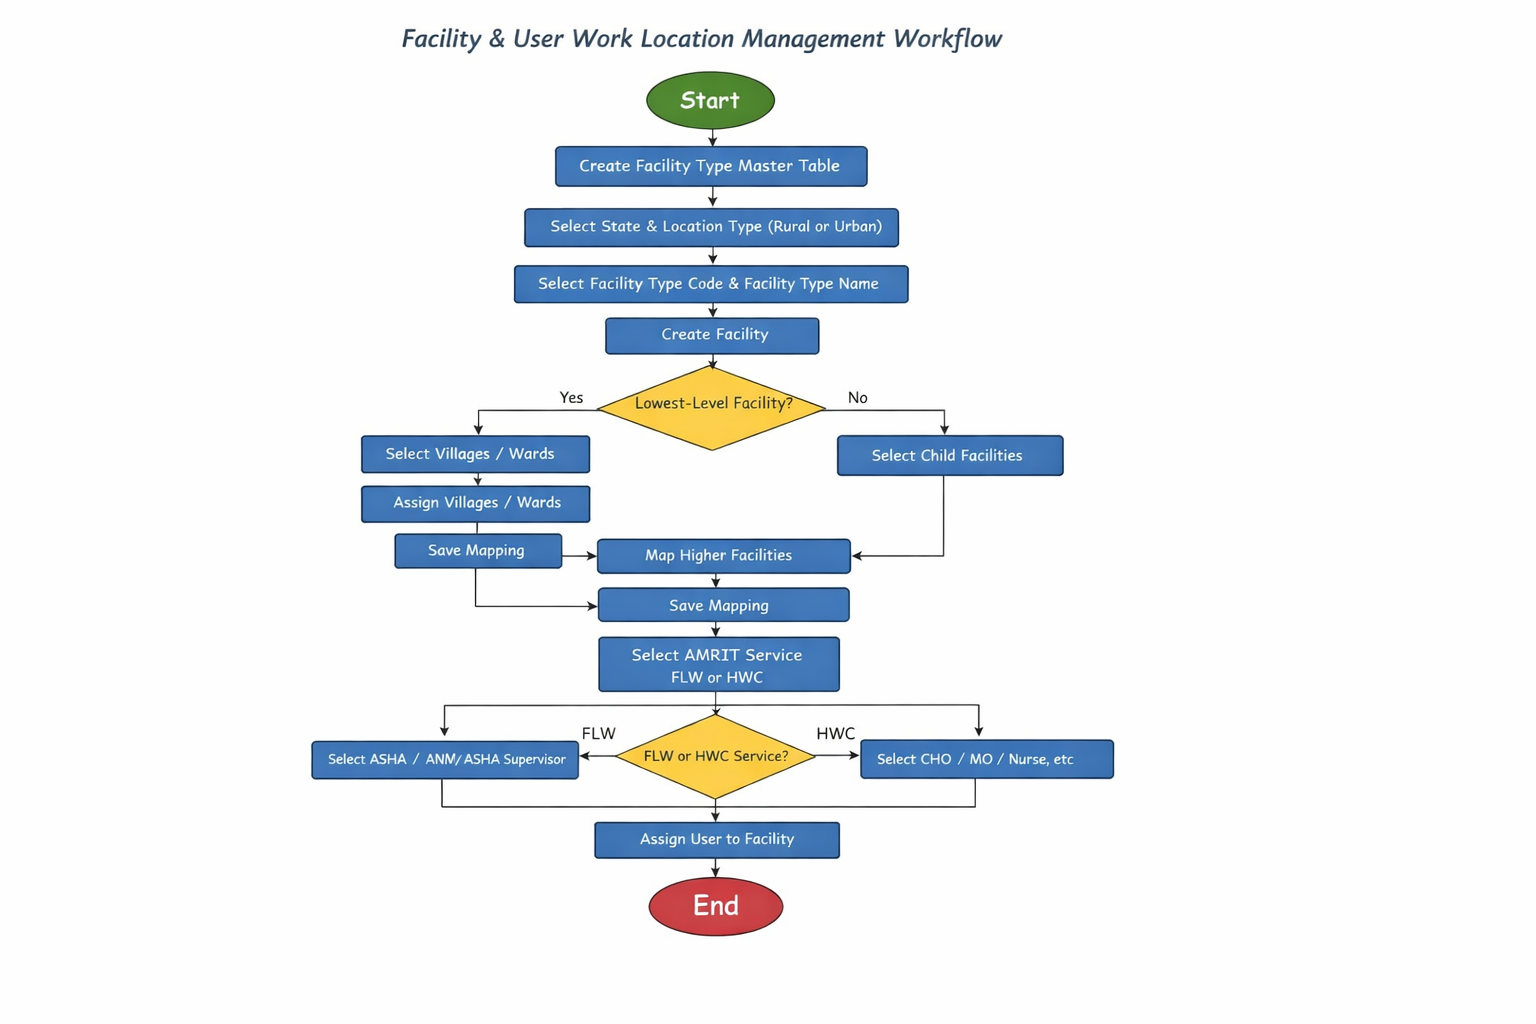 Facility & User Work Location Management Workflow
Start
Create Facility Type Master Table
Select State & Location Type (Rural or Urban)
Select Facility Type Code & Facility Type Name
Create Facility
Lowest-Level Facility?
Yes
No
Select Villages / Wards
Select Child Facilities
Assign Villages / Wards
Save Mapping
Map Higher Facilities
Save Mapping
Select AMRIT Service
FLW or HWC
FLW
HWC
Select ASHA / ANM/ASHA Supervisor
FLW or HWC Service?
Select CHO / MO / Nurse, etc
Assign User to Facility
End